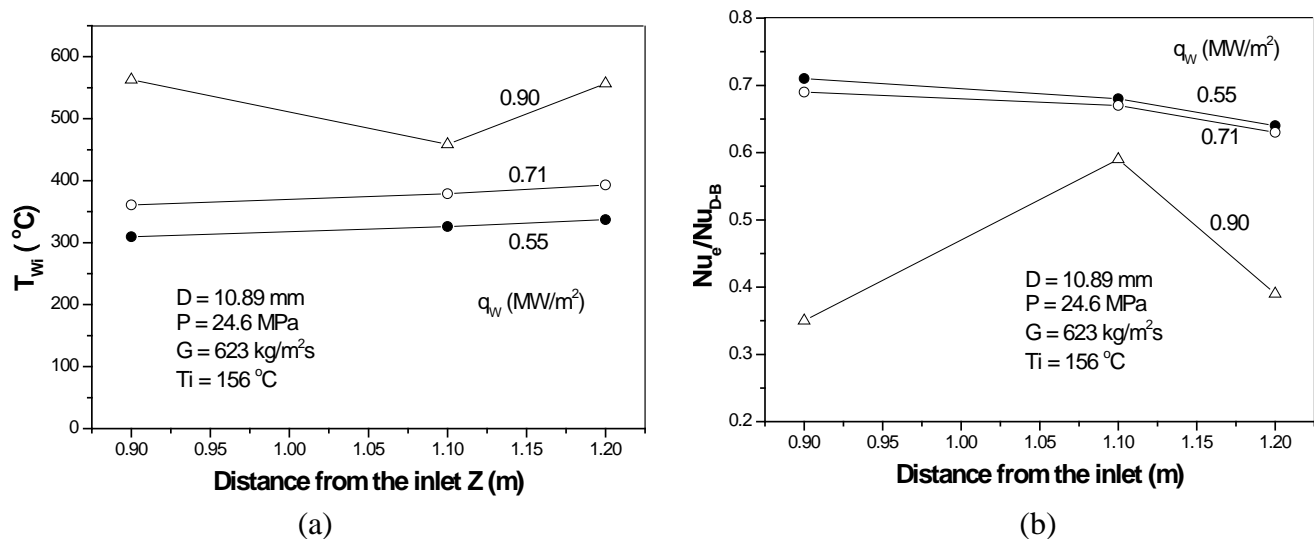 600
500
400
300
200
100
0
T_Wi ( °C)
0.90
0.71
0.55
D = 10.89 mm
P = 24.6 MPa
G = 623 kg/m²s
Ti = 156 °C
q_W (MW/m²)
0.90 0.95 1.00 1.05 1.10 1.15 1.20
Distance from the inlet Z (m)
(a)
0.8
0.7
0.6
0.5
0.4
0.3
0.2
Nu_e/Nu_D-B
q_W (MW/m²)
0.55
0.71
0.90
D = 10.89 mm
P = 24.6 MPa
G = 623 kg/m²s
Ti = 156 °C
0.90 0.95 1.00 1.05 1.10 1.15 1.20
Distance from the inlet (m)
(b)